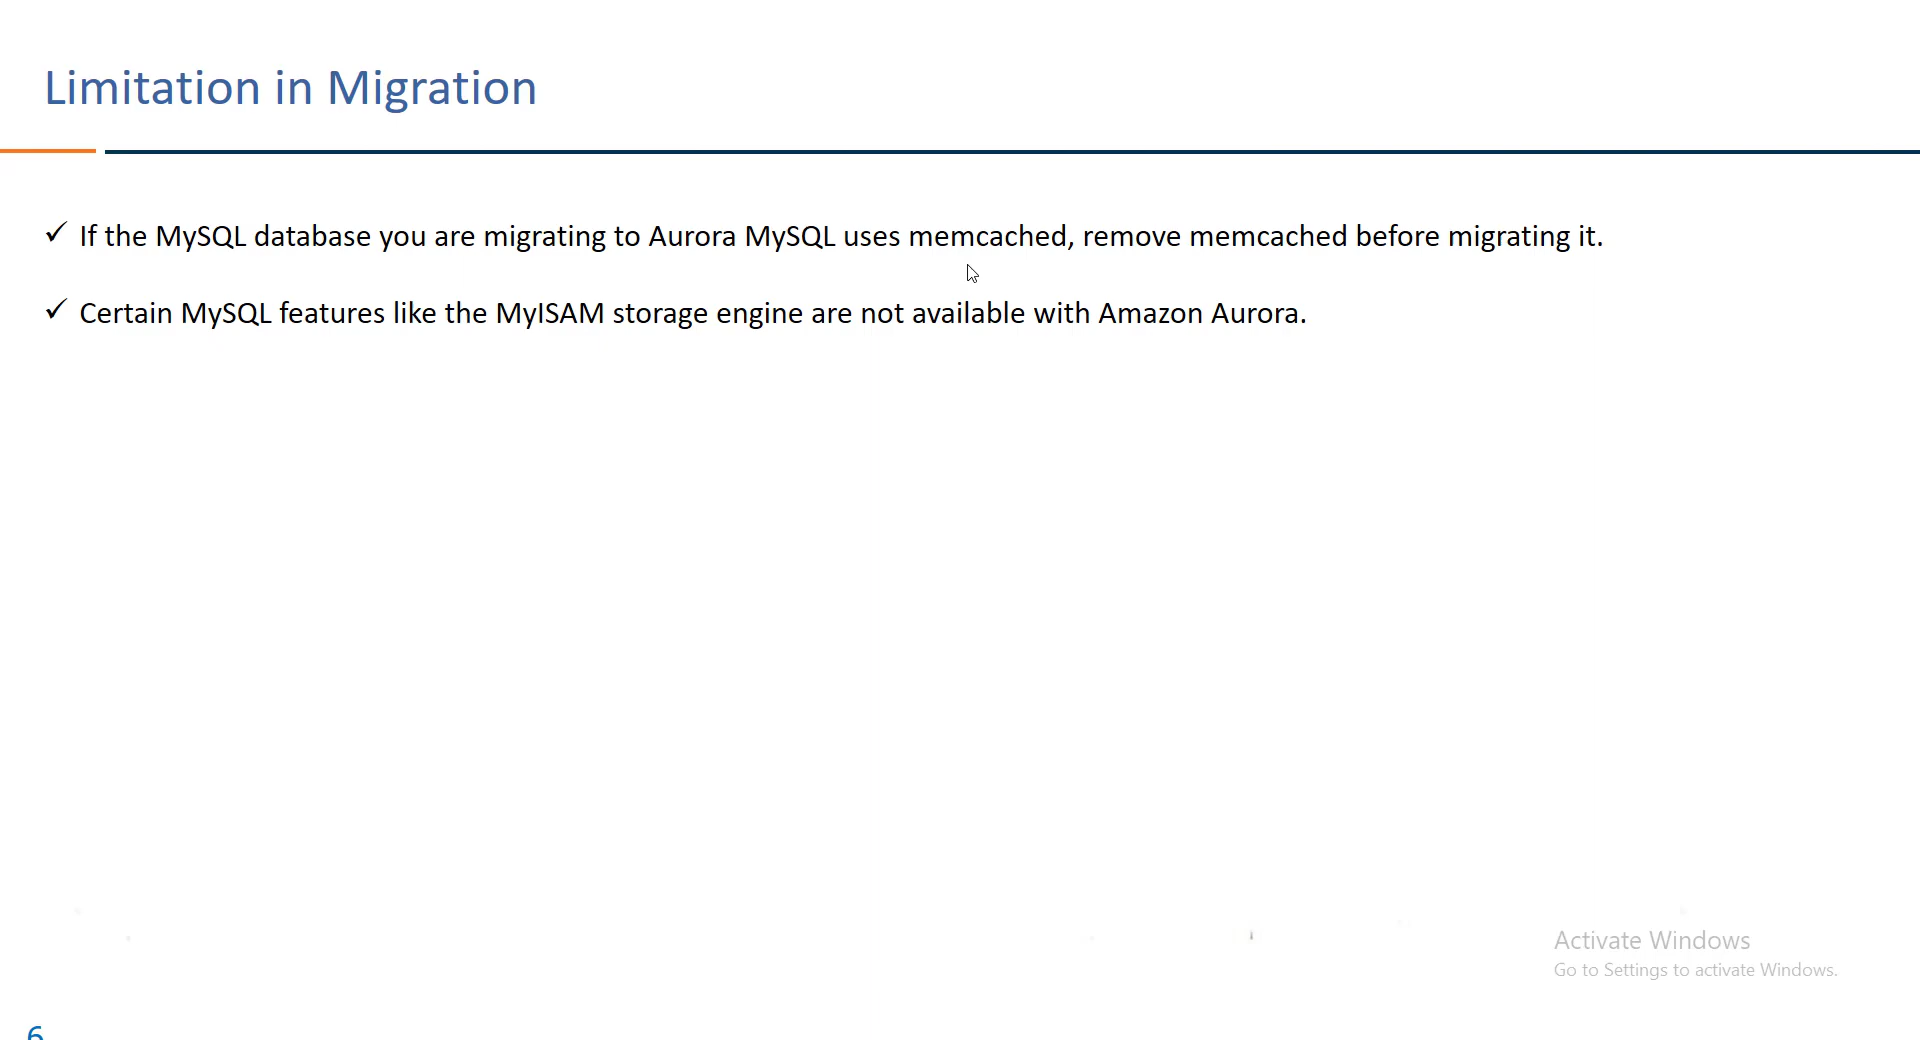 Limitation in Migration
✓ If the MySQL database you are migrating to Aurora MySQL uses memcached, remove memcached before migrating it.
✓ Certain MySQL features like the MyISAM storage engine are not available with Amazon Aurora.
Activate Windows
Go to Settings to activate Windows.
6